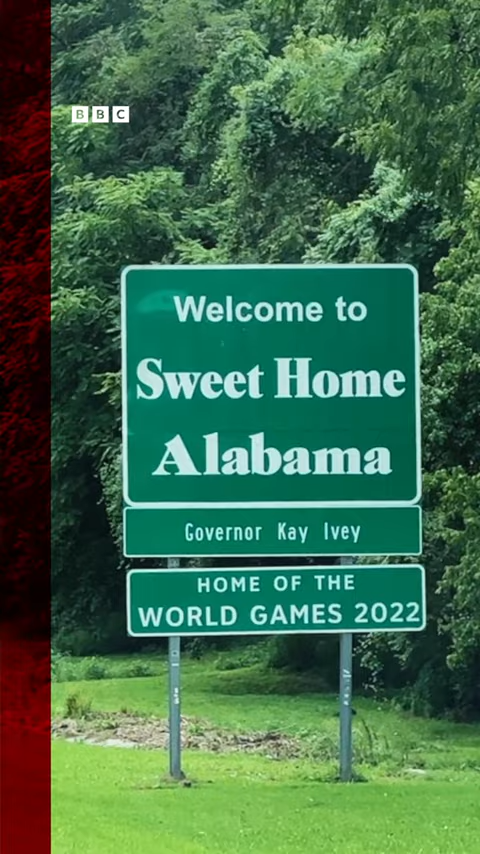 BBC
Welcome to
Sweet Home
Alabama
Governor Kay Ivey
HOME OF THE
WORLD GAMES 2022